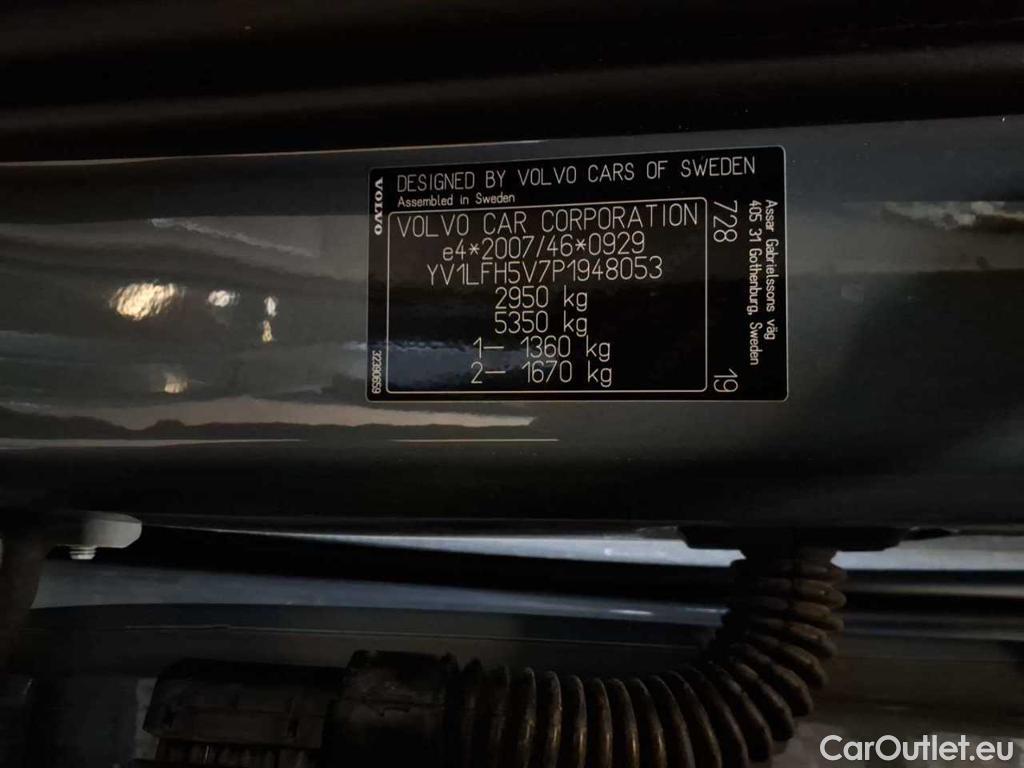 VOLVO
DESIGNED BY VOLVO CARS OF SWEDEN
Assembled in Sweden
VOLVO CAR CORPORATION
e4*2007/46*0929
YV1LFH5V7P1948053
2950 kg
5350 kg
1— 1360 kg
2— 1670 kg
32390659
728
19
Assar Gabrielssons väg
405 31 Gothenburg, Sweden
CarOutlet.eu